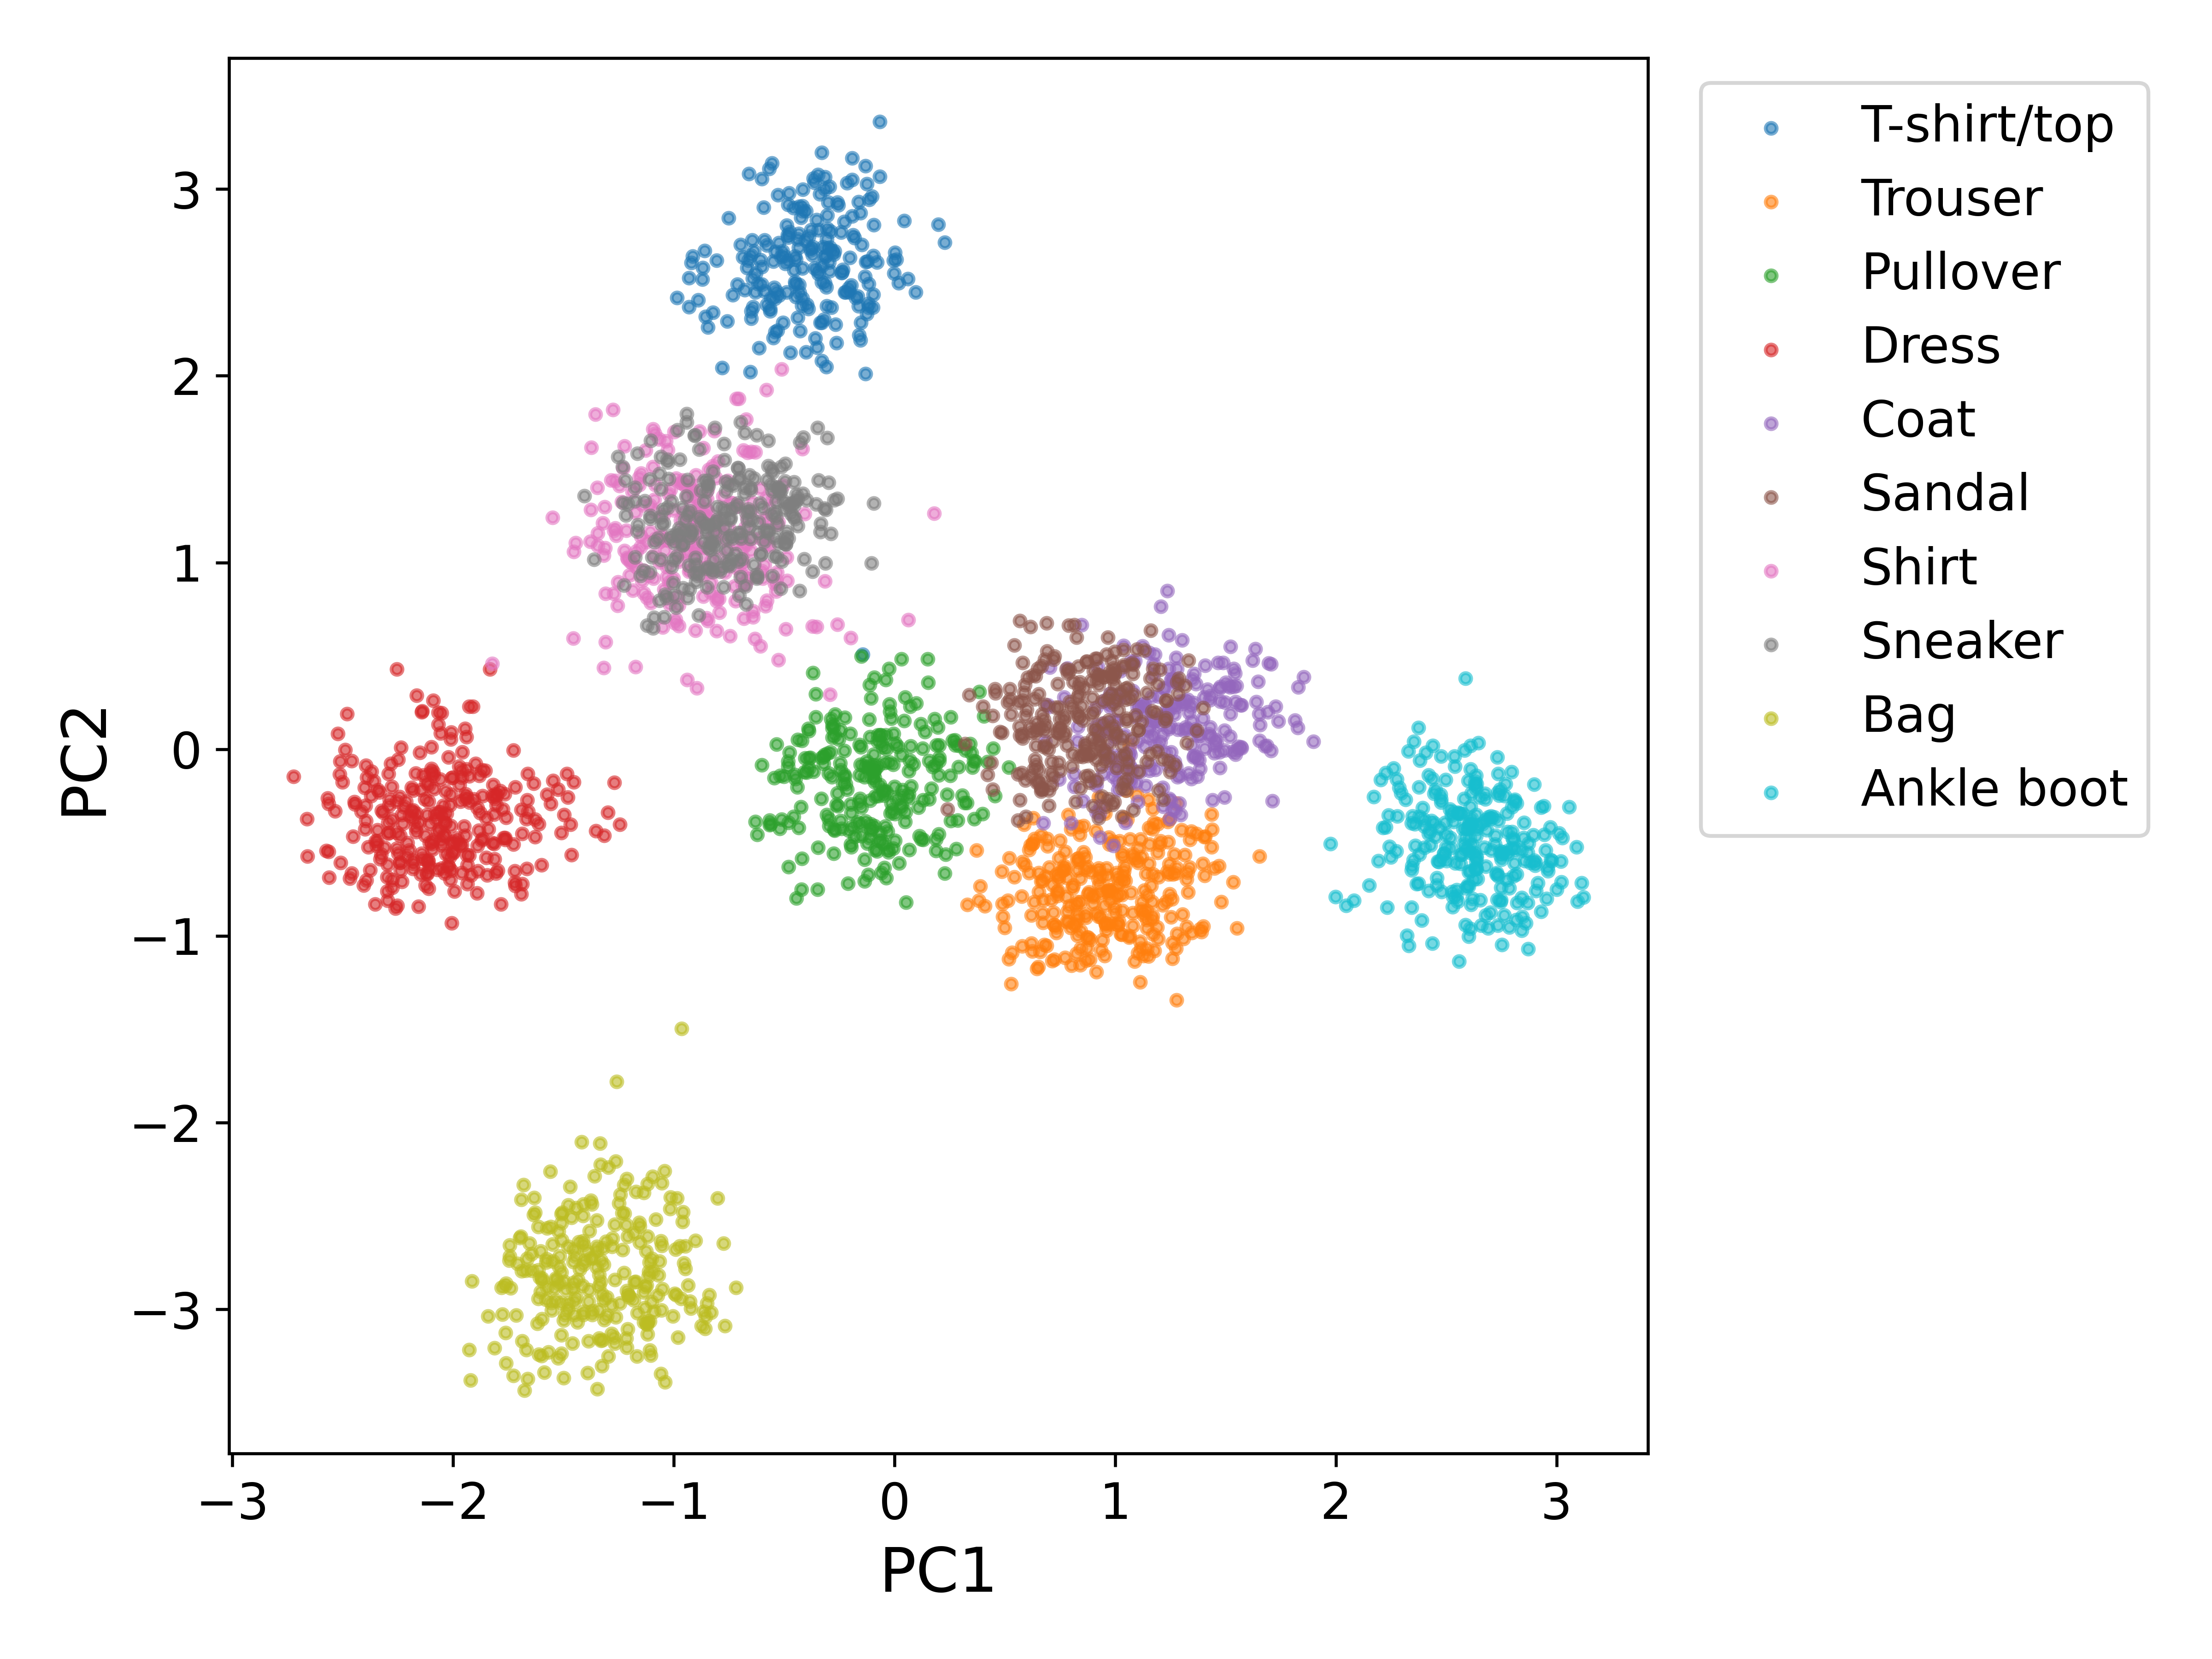 T-shirt/top
Trouser
Pullover
Dress
Coat
Sandal
Shirt
Sneaker
Bag
Ankle boot
3
2
1
0
−1
−2
−3
PC2
−3 −2 −1 0 1 2 3
PC1